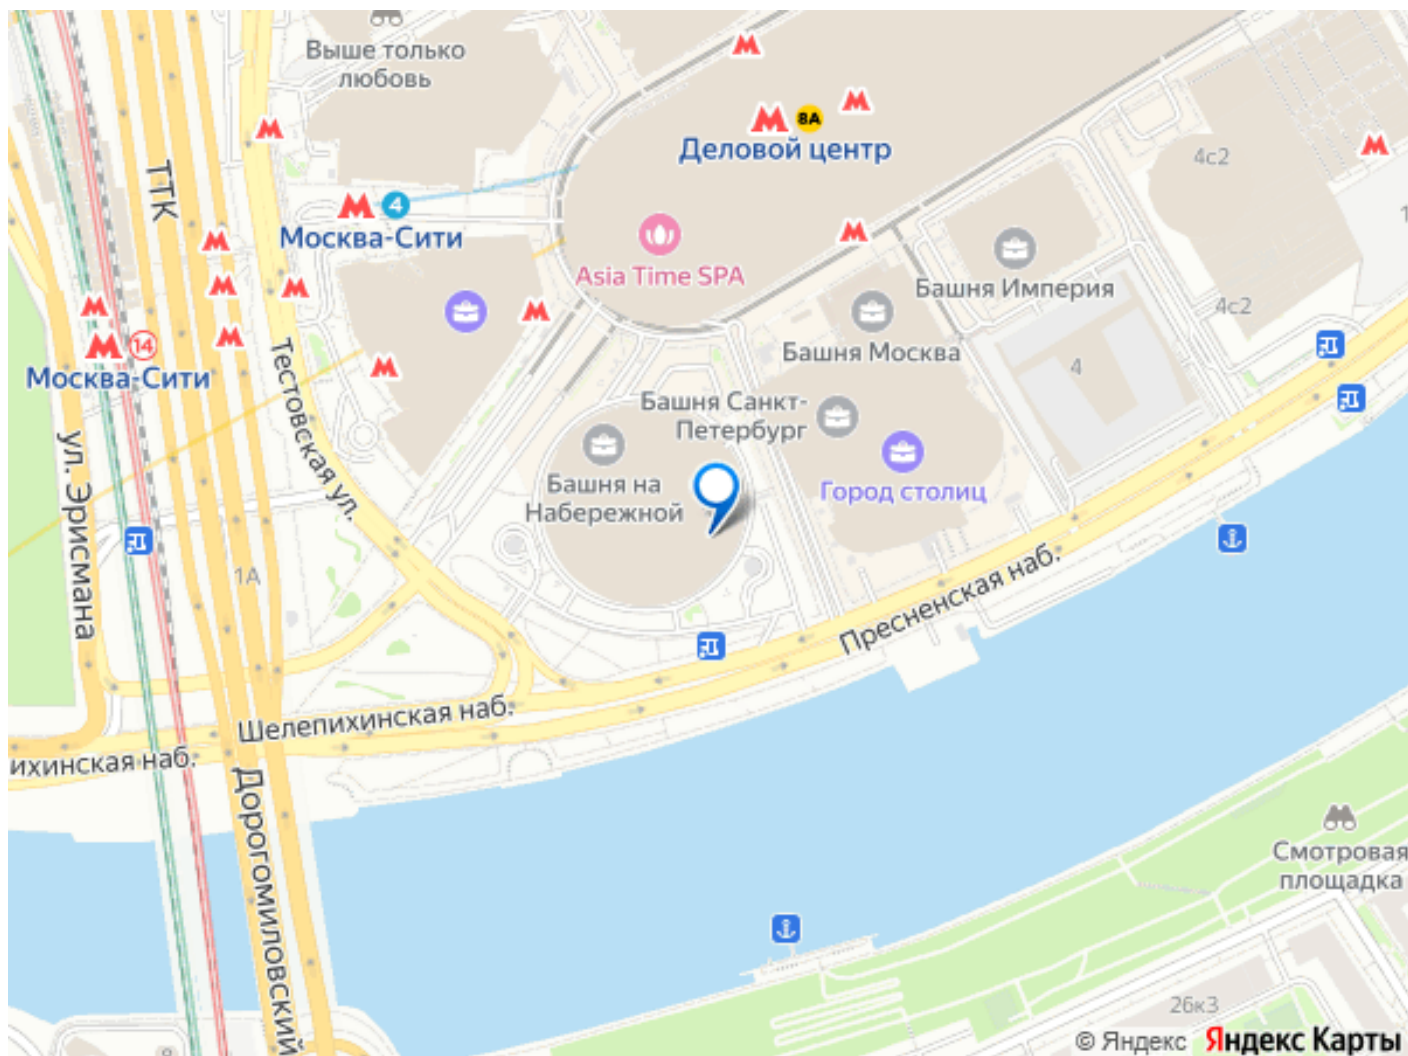 Выше только
любовь
8А
Деловой центр
4с2
ТТК
4
Москва-Сити
Asia Time SPA
Башня Империя
4с2
14
Москва-Сити
Башня Москва
4
Тестовская ул.
Башня Санкт-
Петербург
ул. Эрисмана
Башня на
Набережной
Город столиц
1А
Пресненская наб.
Шелепихинская наб.
ихинская наб.
Дорогомиловский
Смотровая
площадка
26к3
© Яндекс Яндекс Карты